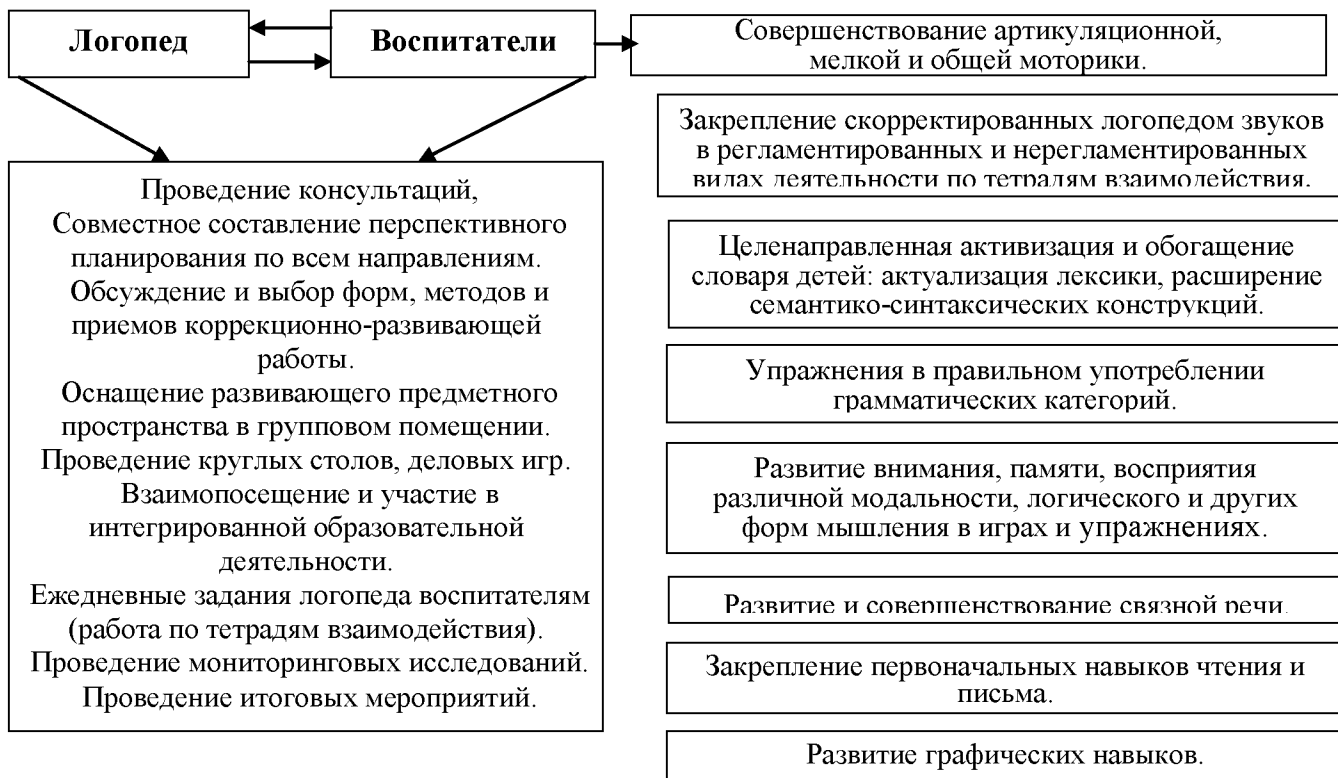 Логопед
Воспитатели
Совершенствование артикуляционной,
мелкой и общей моторики.
Закрепление скорректированных логопедом звуков
в регламентированных и нерегламентированных
видах деятельности по тетрадям взаимодействия.
Проведение консультаций,
Совместное составление перспективного
планирования по всем направлениям.
Обсуждение и выбор форм, методов и
приемов коррекционно-развивающей
работы.
Оснащение развивающего предметного
пространства в групповом помещении.
Проведение круглых столов, деловых игр.
Взаимопосещение и участие в
интегрированной образовательной
деятельности.
Ежедневные задания логопеда воспитателям
(работа по тетрадям взаимодействия).
Проведение мониторинговых исследований.
Проведение итоговых мероприятий.
Целенаправленная активизация и обогащение
словаря детей: актуализация лексики, расширение
семантико-синтаксических конструкций.
Упражнения в правильном употреблении
грамматических категорий.
Развитие внимания, памяти, восприятия
различной модальности, логического и других
форм мышления в играх и упражнениях.
Развитие и совершенствование связной речи.
Закрепление первоначальных навыков чтения и
письма.
Развитие графических навыков.